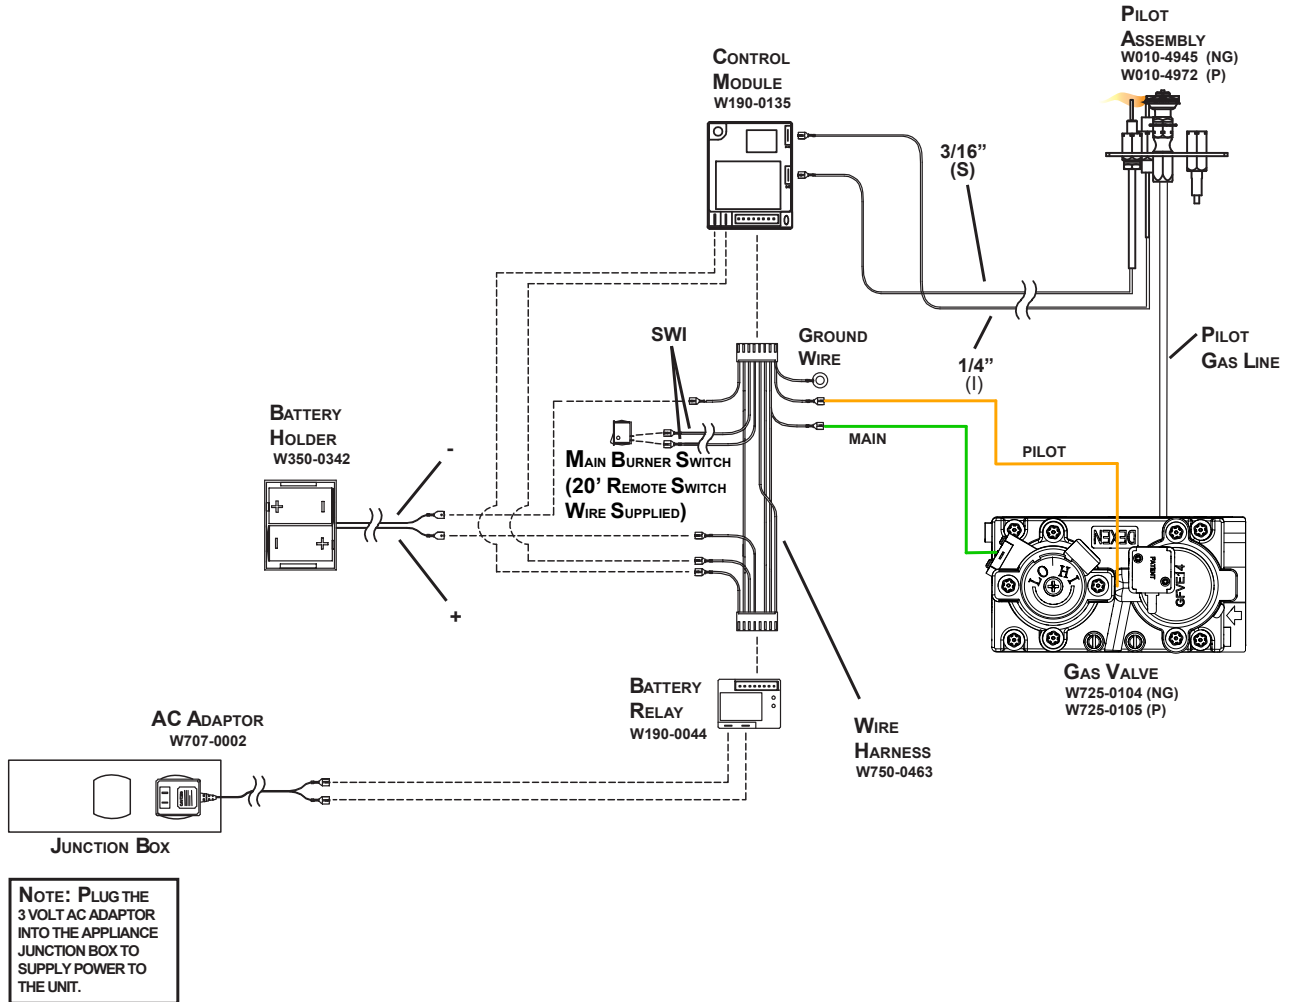 Pilot
Assembly
W010-4945 (NG)
W010-4972 (P)
Control
Module
W190-0135
3/16”
(S)
SWI
Ground
Wire
1/4”
(I)
Pilot
Gas Line
Battery
Holder
W350-0342
-
+
- 
-
+
+
Main Burner Switch
(20’ Remote Switch
Wire Supplied)
MAIN
PILOT
DEXEN
LO HI
PATENT
GFVE14
Gas Valve
W725-0104 (NG)
W725-0105 (P)
Battery
Relay
W190-0044
Wire
Harness
W750-0463
AC Adaptor
W707-0002
Junction Box
Note: Plug the
3 volt AC adaptor
into the appliance
junction box to
supply power to
the unit.